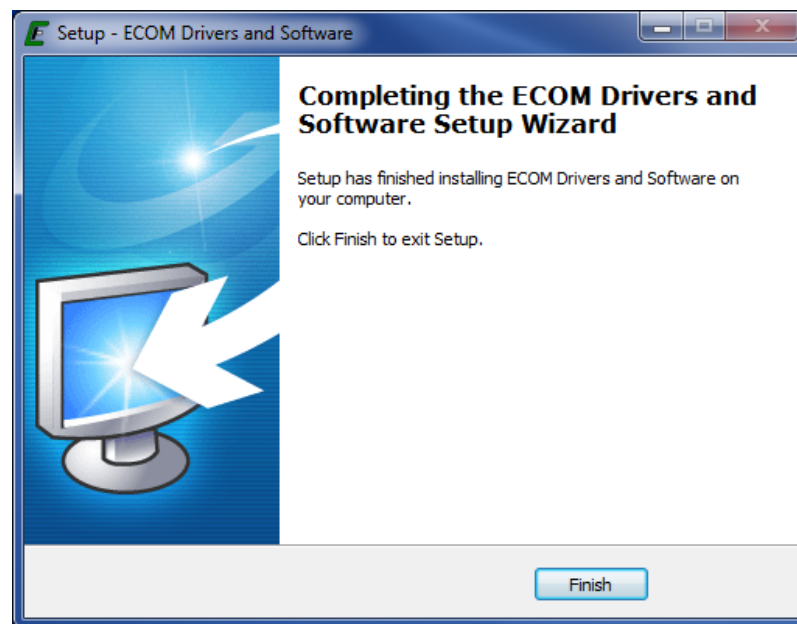 Setup - ECOM Drivers and Software
Completing the ECOM Drivers and
Software Setup Wizard
Setup has finished installing ECOM Drivers and Software on
your computer.
Click Finish to exit Setup.
Finish